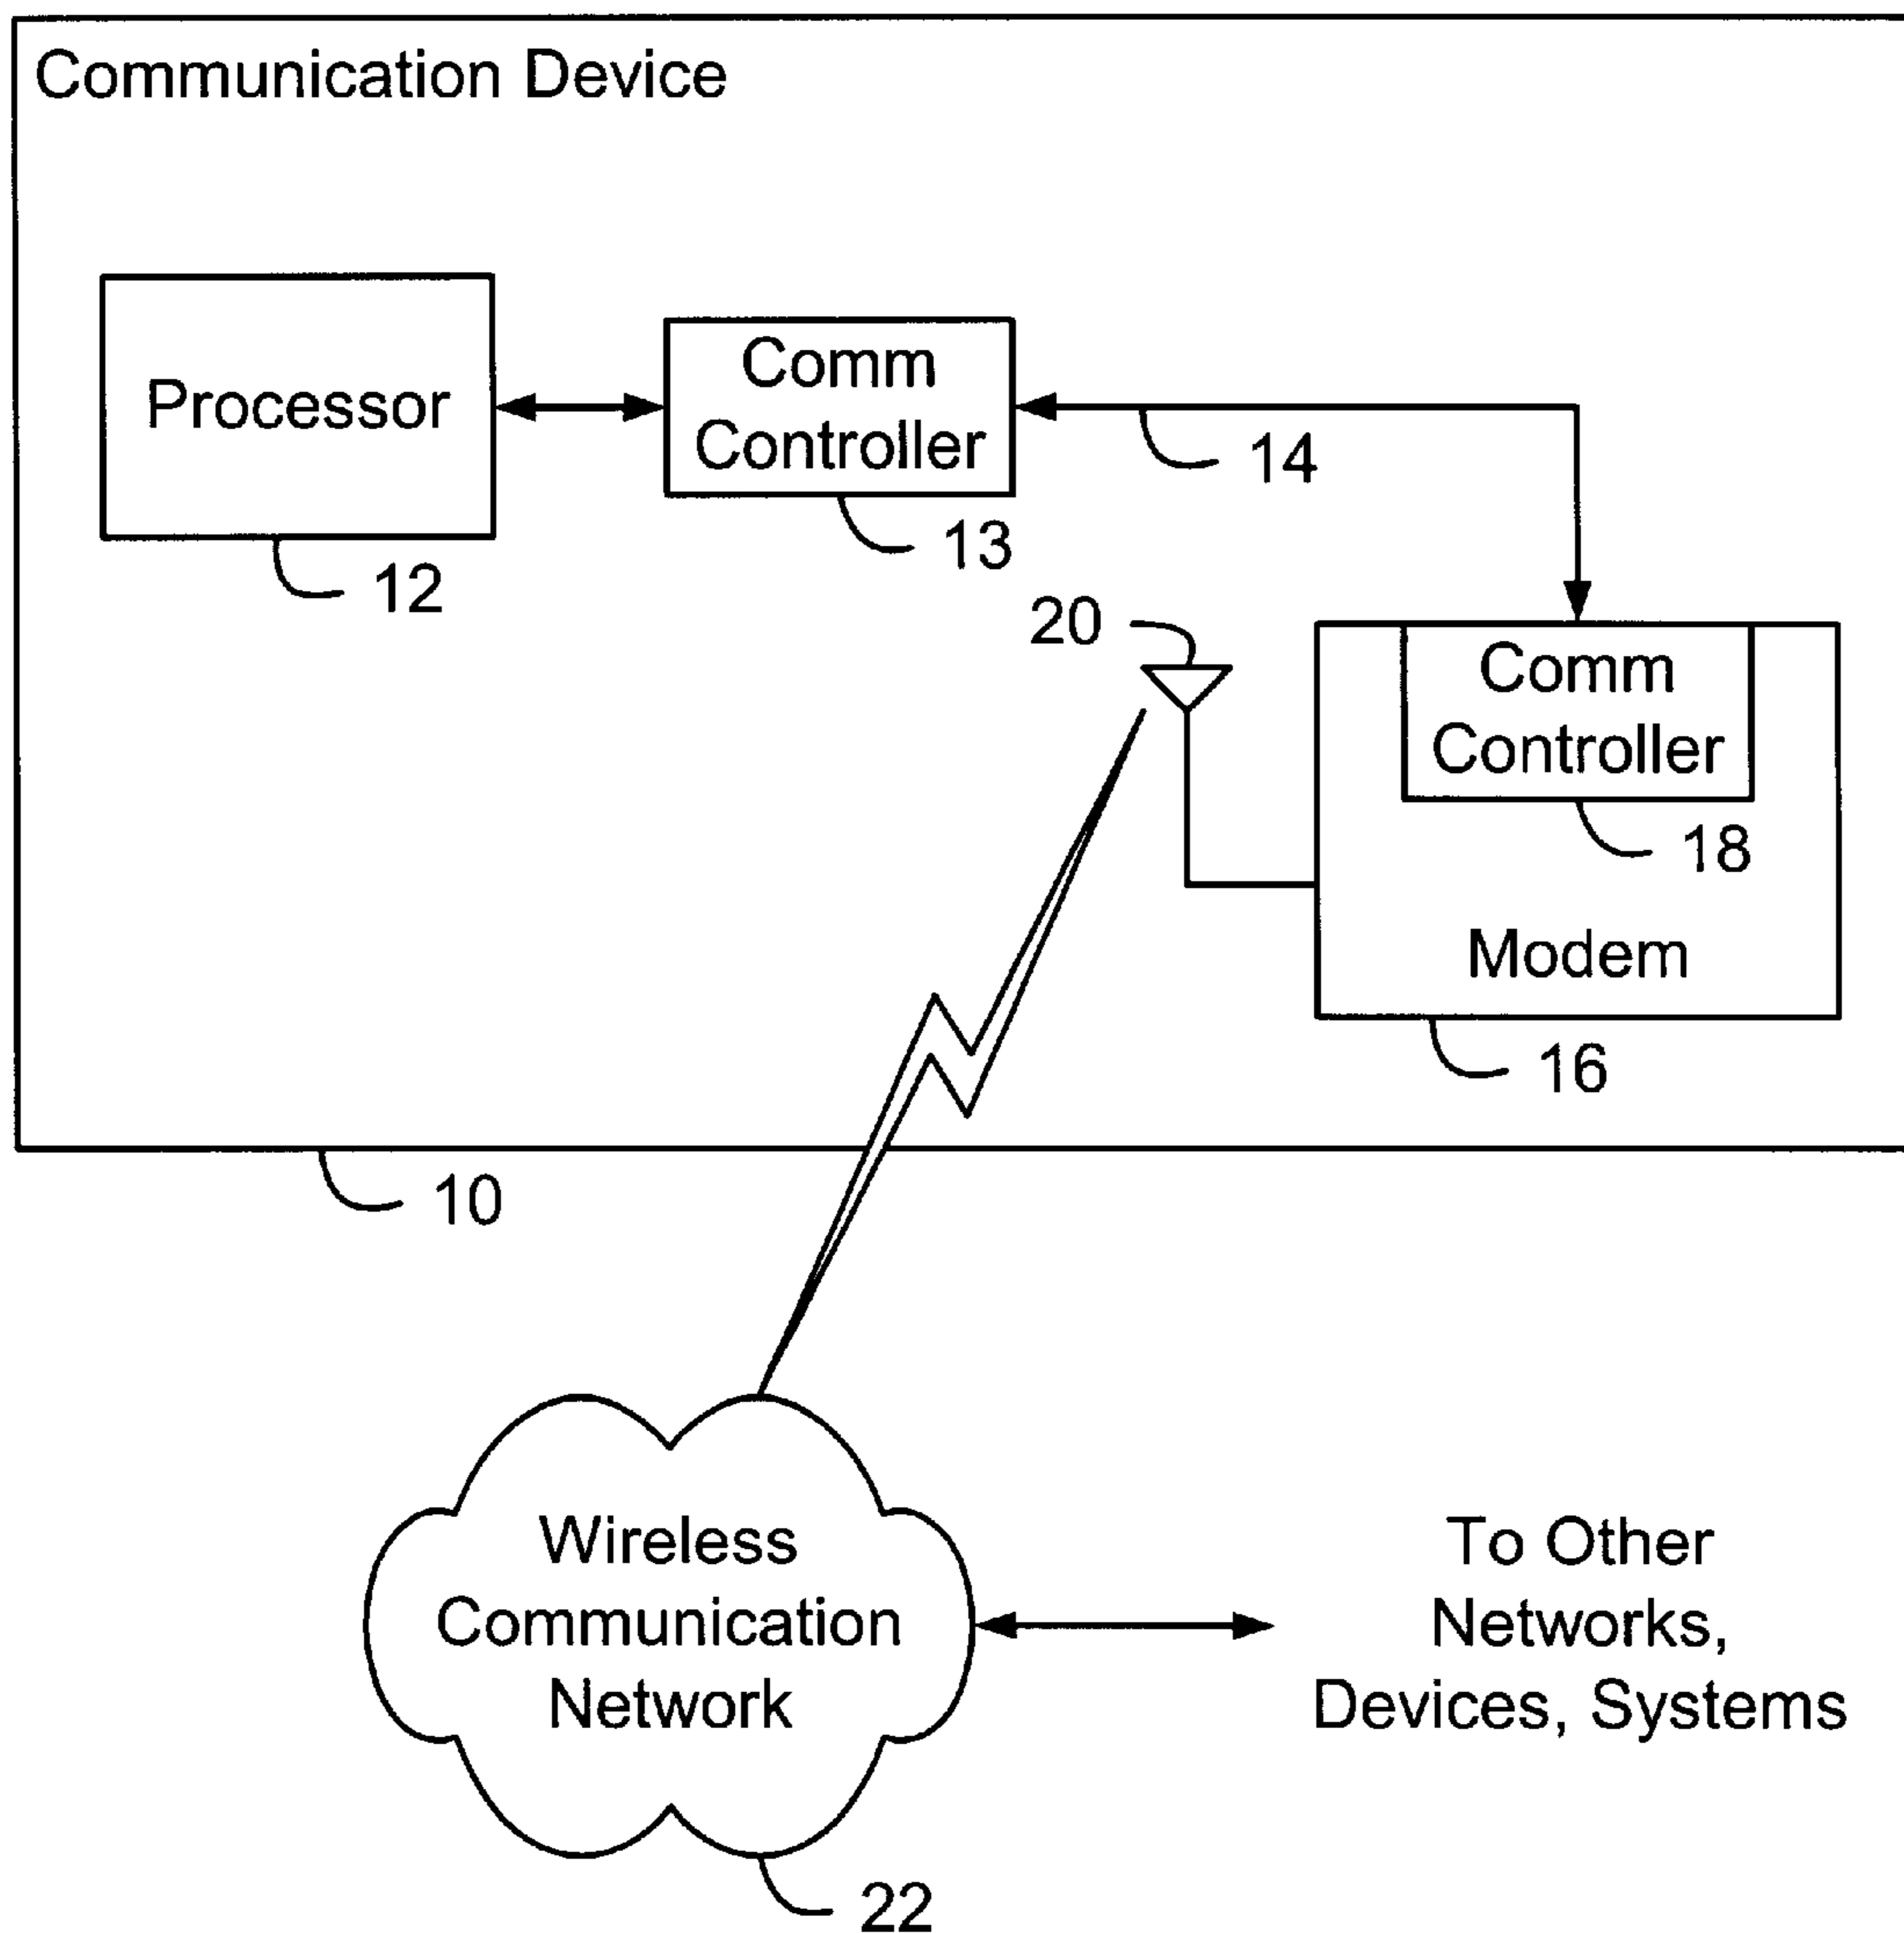 Communication Device
Processor
12
Comm
Controller
13
14
20
Comm
Controller
18
Modem
16
10
Wireless
Communication
Network
22
To Other
Networks,
Devices, Systems